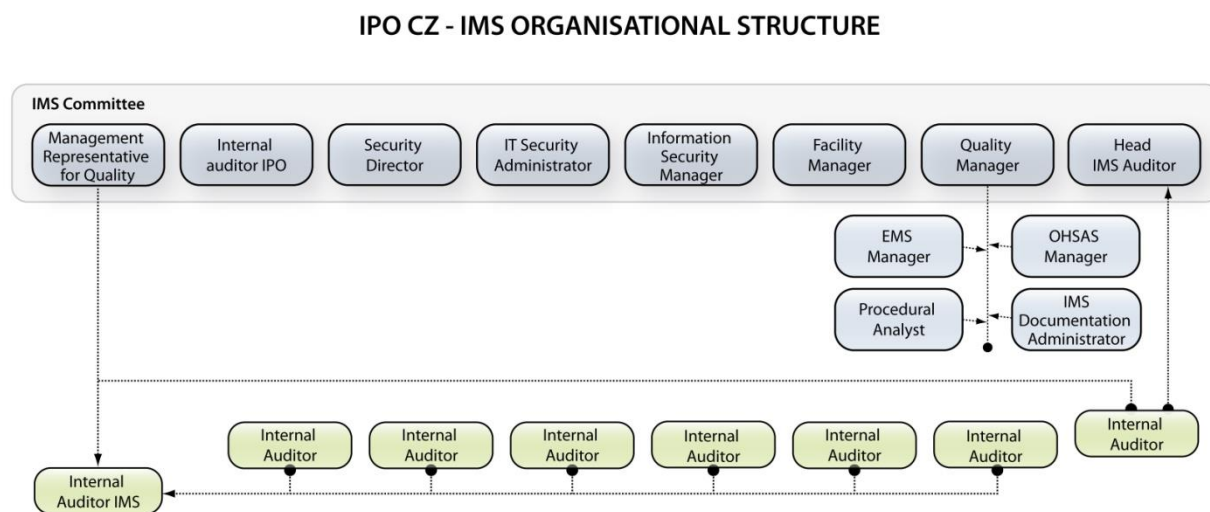 IPO CZ - IMS ORGANISATIONAL STRUCTURE
IMS Committee
Management
Representative
for Quality
Internal
auditor IPO
Security
Director
IT Security
Administrator
Information
Security
Manager
Facility
Manager
Quality
Manager
Head
IMS Auditor
EMS
Manager
OHSAS
Manager
Procedural
Analyst
IMS
Documentation
Administrator
Internal
Auditor
Internal
Auditor
Internal
Auditor
Internal
Auditor
Internal
Auditor
Internal
Auditor
Internal
Auditor
Internal
Auditor IMS